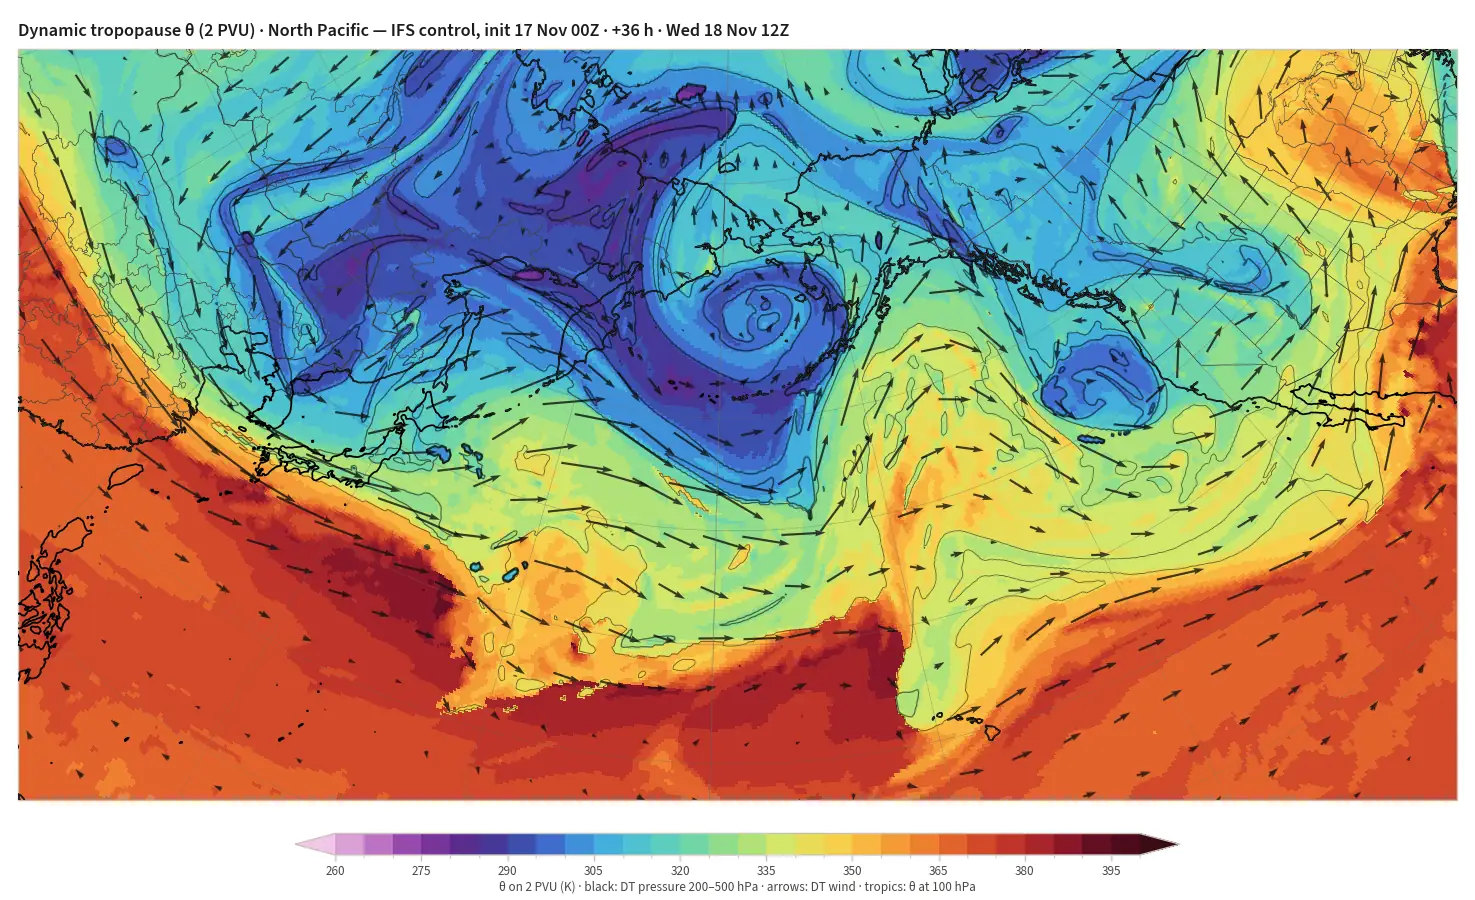 Dynamic tropopause θ (2 PVU) · North Pacific — IFS control, init 17 Nov 00Z · +36 h · Wed 18 Nov 12Z
260 275 290 305 320 335 350 365 380 395
θ on 2 PVU (K) · black: DT pressure 200–500 hPa · arrows: DT wind · tropics: θ at 100 hPa